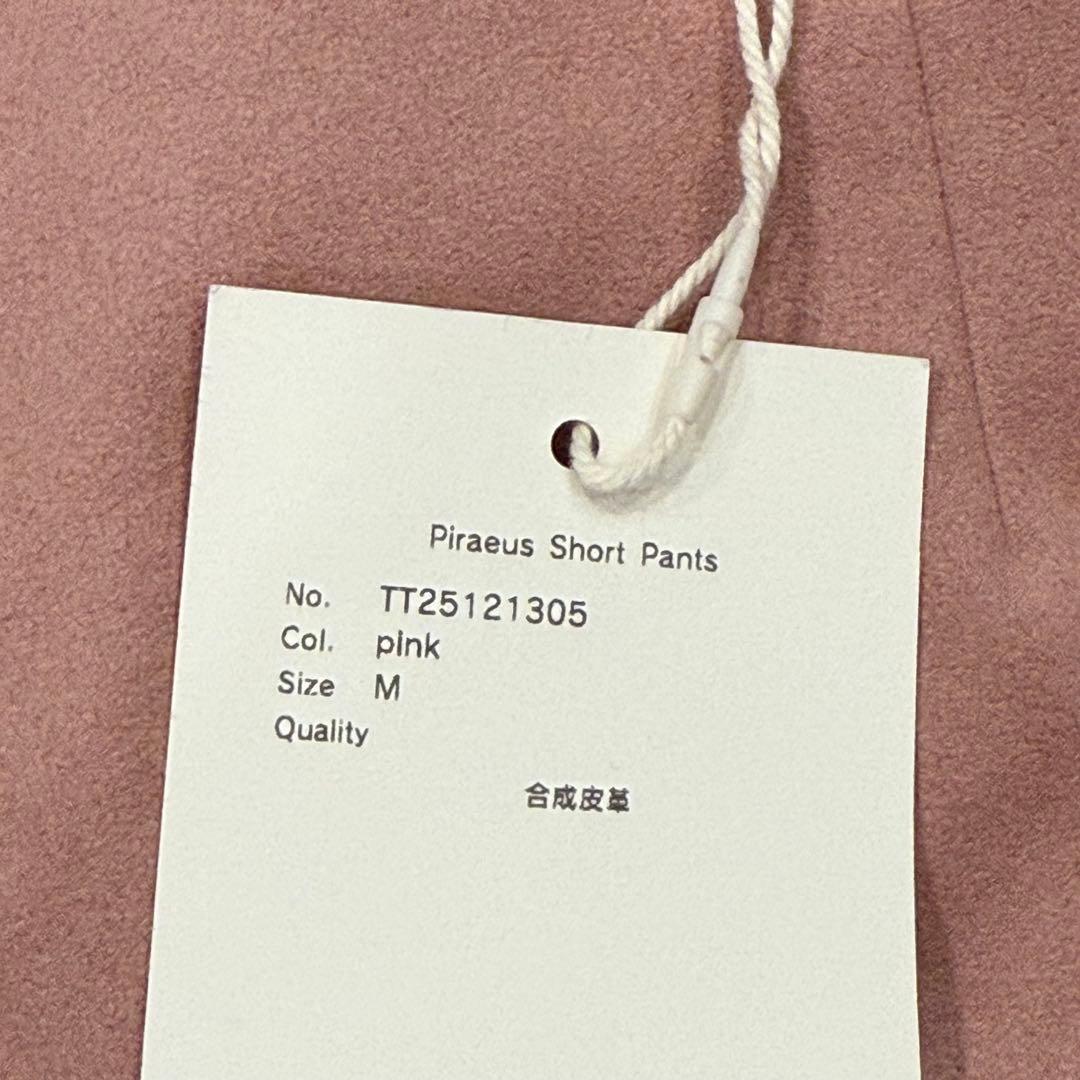 Piraeus Short Pants
No. TT25121305
Col. pink
Size M
Quality
合成皮革